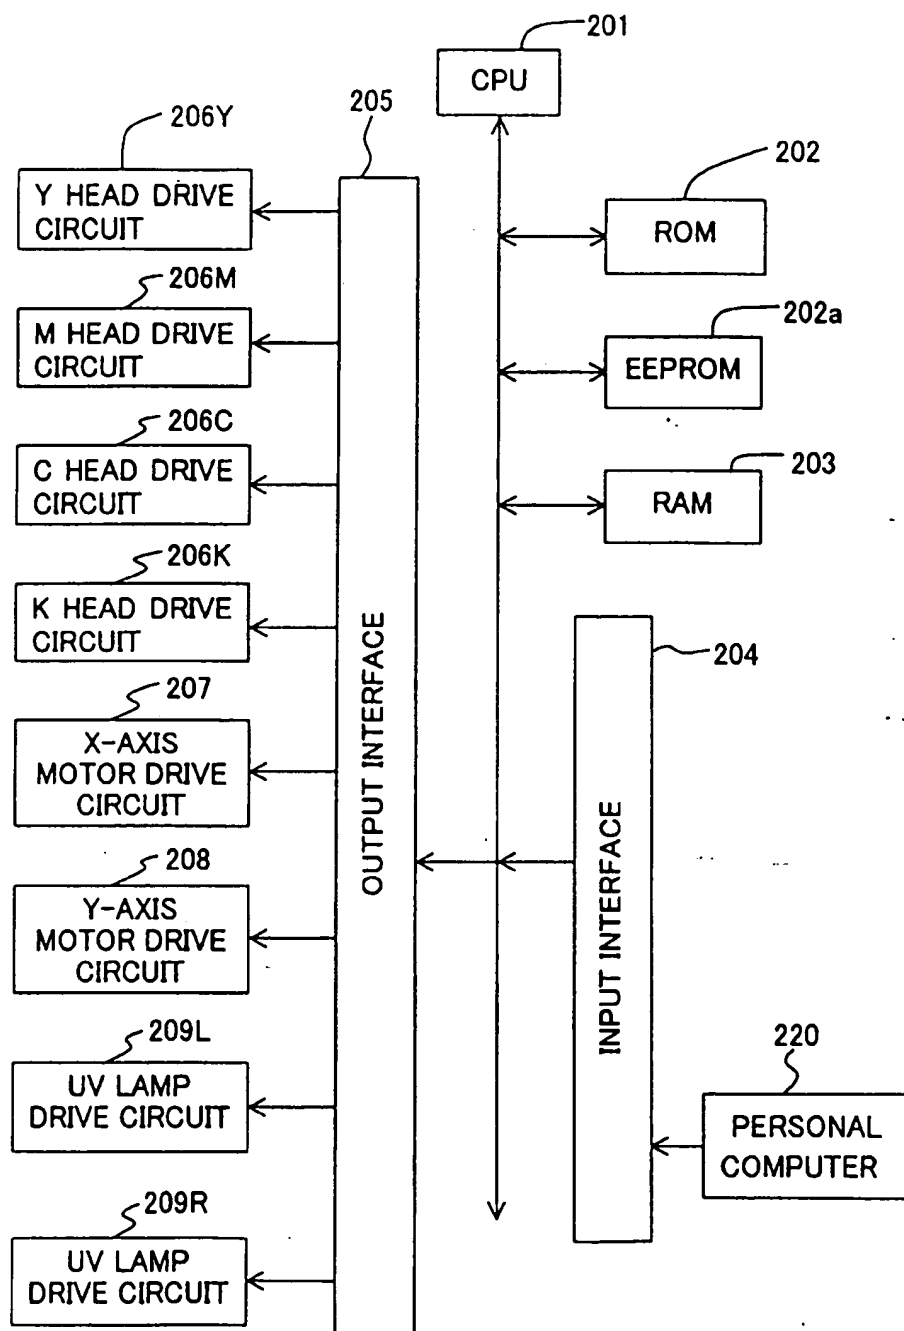 201
CPU
205
206Y
Y HEAD DRIVE
CIRCUIT
202
ROM
206M
M HEAD DRIVE
CIRCUIT
202a
EEPROM
206C
C HEAD DRIVE
CIRCUIT
203
RAM
206K
K HEAD DRIVE
CIRCUIT
204
207
X-AXIS
MOTOR DRIVE
CIRCUIT
OUTPUT INTERFACE
INPUT INTERFACE
208
Y-AXIS
MOTOR DRIVE
CIRCUIT
209L
UV LAMP
DRIVE CIRCUIT
220
PERSONAL
COMPUTER
209R
UV LAMP
DRIVE CIRCUIT